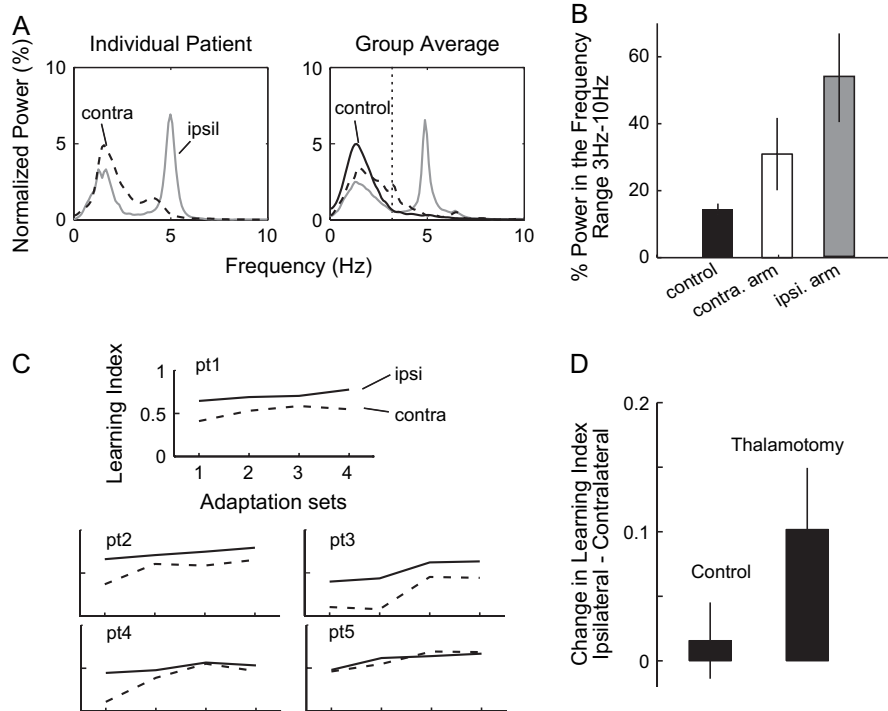 A
Individual Patient
Group Average
Normalized Power (%)
10
5
0
contra
ipsil
0 5 10
10
5
0
control
0 5 10
Frequency (Hz)
B
% Power in the Frequency
Range 3Hz-10Hz
60
40
20
0
control
contra. arm
ipsi. arm
C
Learning Index
1
0.5
0
pt1
ipsi
contra
1 2 3 4
Adaptation sets
pt2
pt3
pt4
pt5
D
Change in Learning Index
Ipsilateral - Contralateral
0.2
0.1
0
Thalamotomy
Control